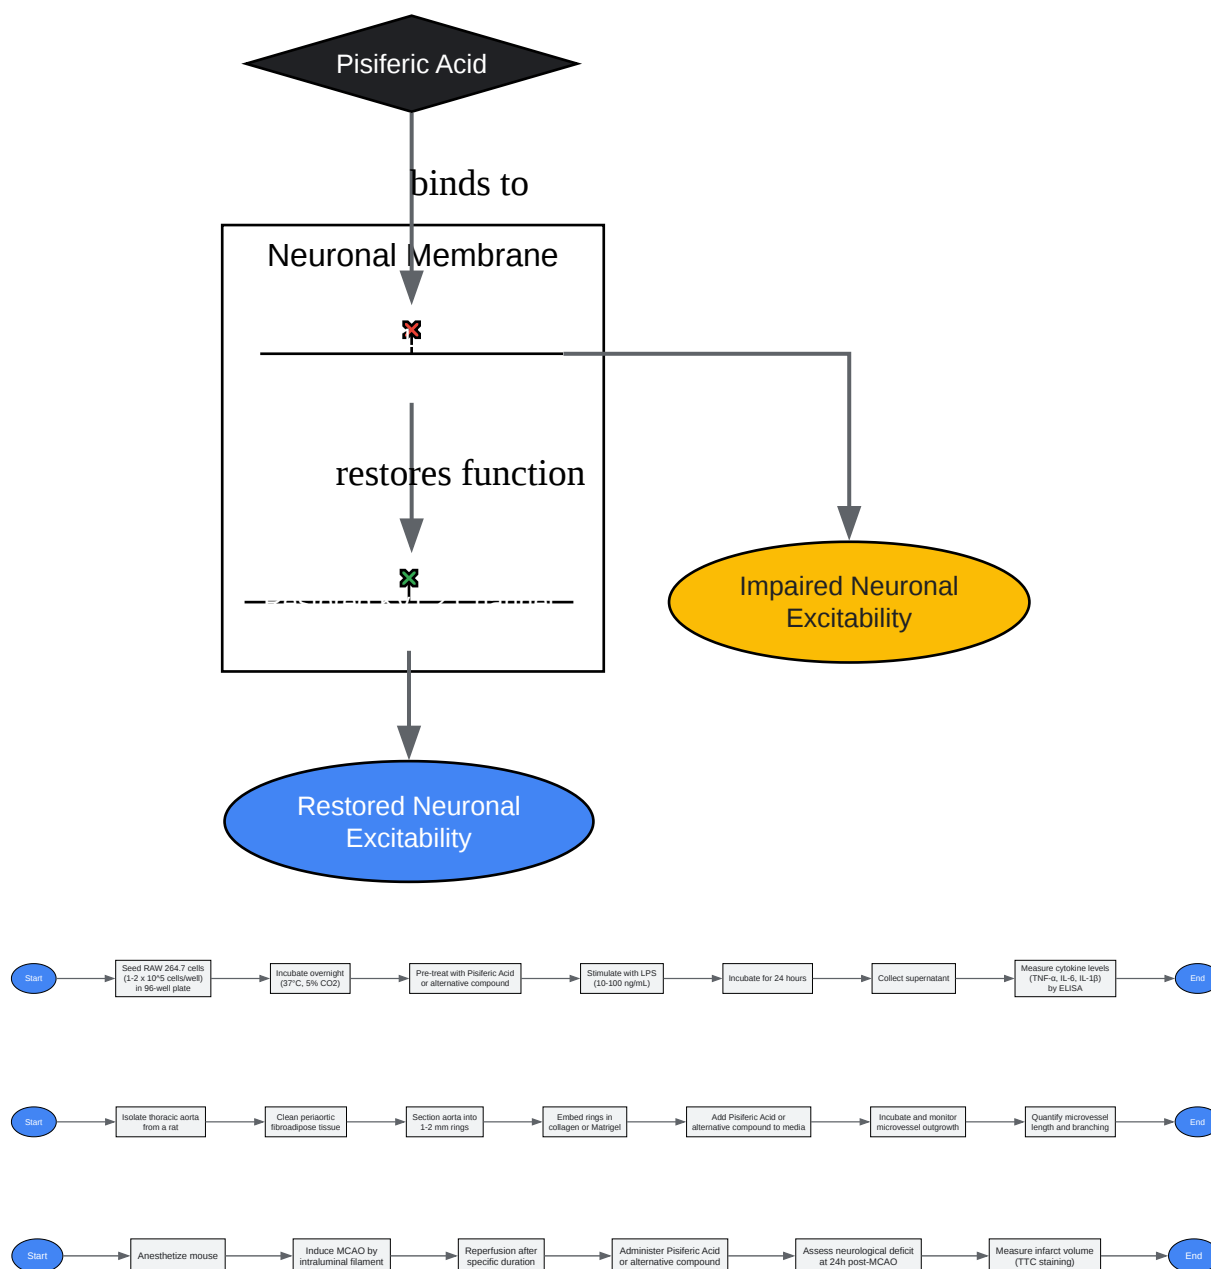 Pisiferic Acid
binds to
Neuronal Membrane
restores function
Impaired Neuronal
Excitability
Restored Neuronal
Excitability
Start
Seed RAW 264.7 cells
(1-2 x 10^5 cells/well)
in 96-well plate
Incubate overnight
(37°C, 5% CO2)
Pre-treat with Pisiferic Acid
or alternative compound
Stimulate with LPS
(10-100 ng/mL)
Incubate for 24 hours
Collect supernatant
Measure cytokine levels
(TNF-α, IL-6, IL-1β)
by ELISA
End
Start
Isolate thoracic aorta
from a rat
Clean periaortic
fibroadipose tissue
Section aorta into
1-2 mm rings
Embed rings in
collagen or Matrigel
Add Pisiferic Acid or
alternative compound to media
Incubate and monitor
microvessel outgrowth
Quantify microvessel
length and branching
End
Start
Anesthetize mouse
Induce MCAO by
intraluminal filament
Reperfusion after
specific duration
Administer Pisiferic Acid
or alternative compound
Assess neurological deficit
at 24h post-MCAO
Measure infarct volume
(TTC staining)
End